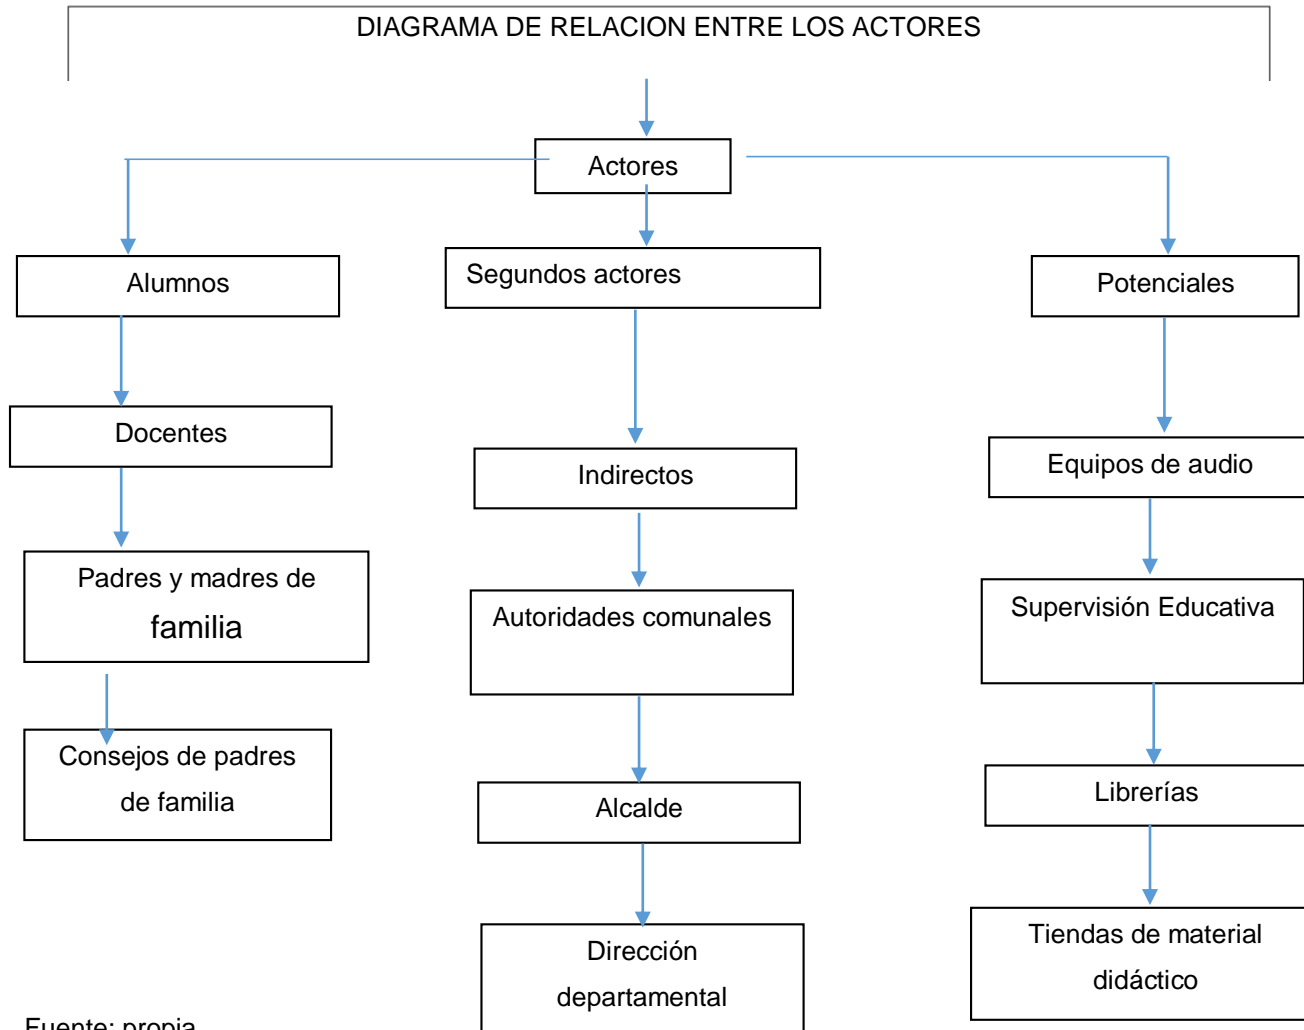 DIAGRAMA DE RELACION ENTRE LOS ACTORES
Actores
Alumnos
Docentes
Padres y madres de
familia
Consejos de padres
de familia
Segundos actores
Indirectos
Autoridades comunales
Alcalde
Dirección
departamental
Potenciales
Equipos de audio
Supervisión Educativa
Librerías
Tiendas de material
didáctico
Fuente: propia